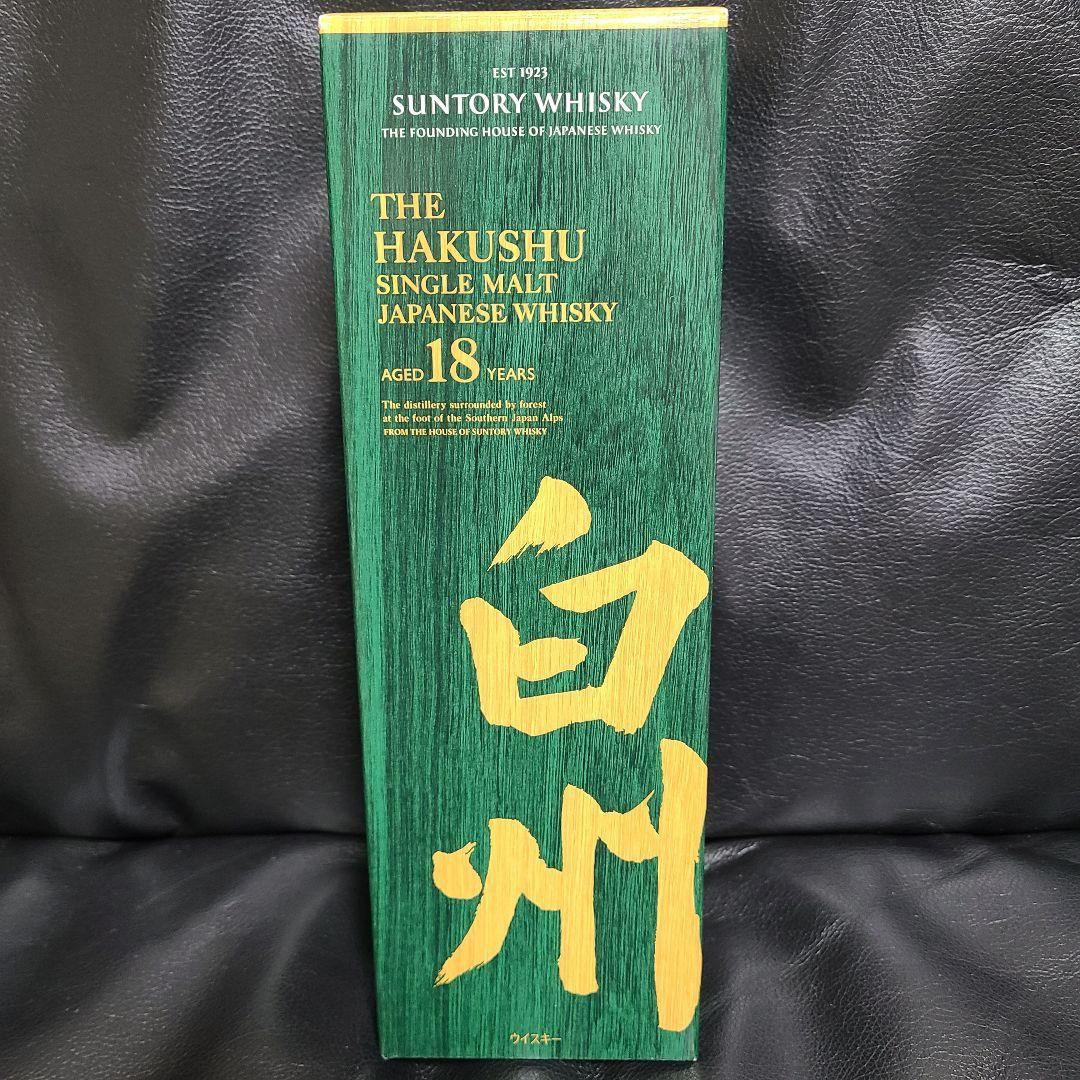 EST 1923
SUNTORY WHISKY
THE FOUNDING HOUSE OF JAPANESE WHISKY
THE
HAKUSHU
SINGLE MALT
JAPANESE WHISKY
AGED 18 YEARS
The distillery surrounded by forest
at the foot of the Southern Japan Alps
FROM THE HOUSE OF SUNTORY WHISKY
白
州
ウイスキー